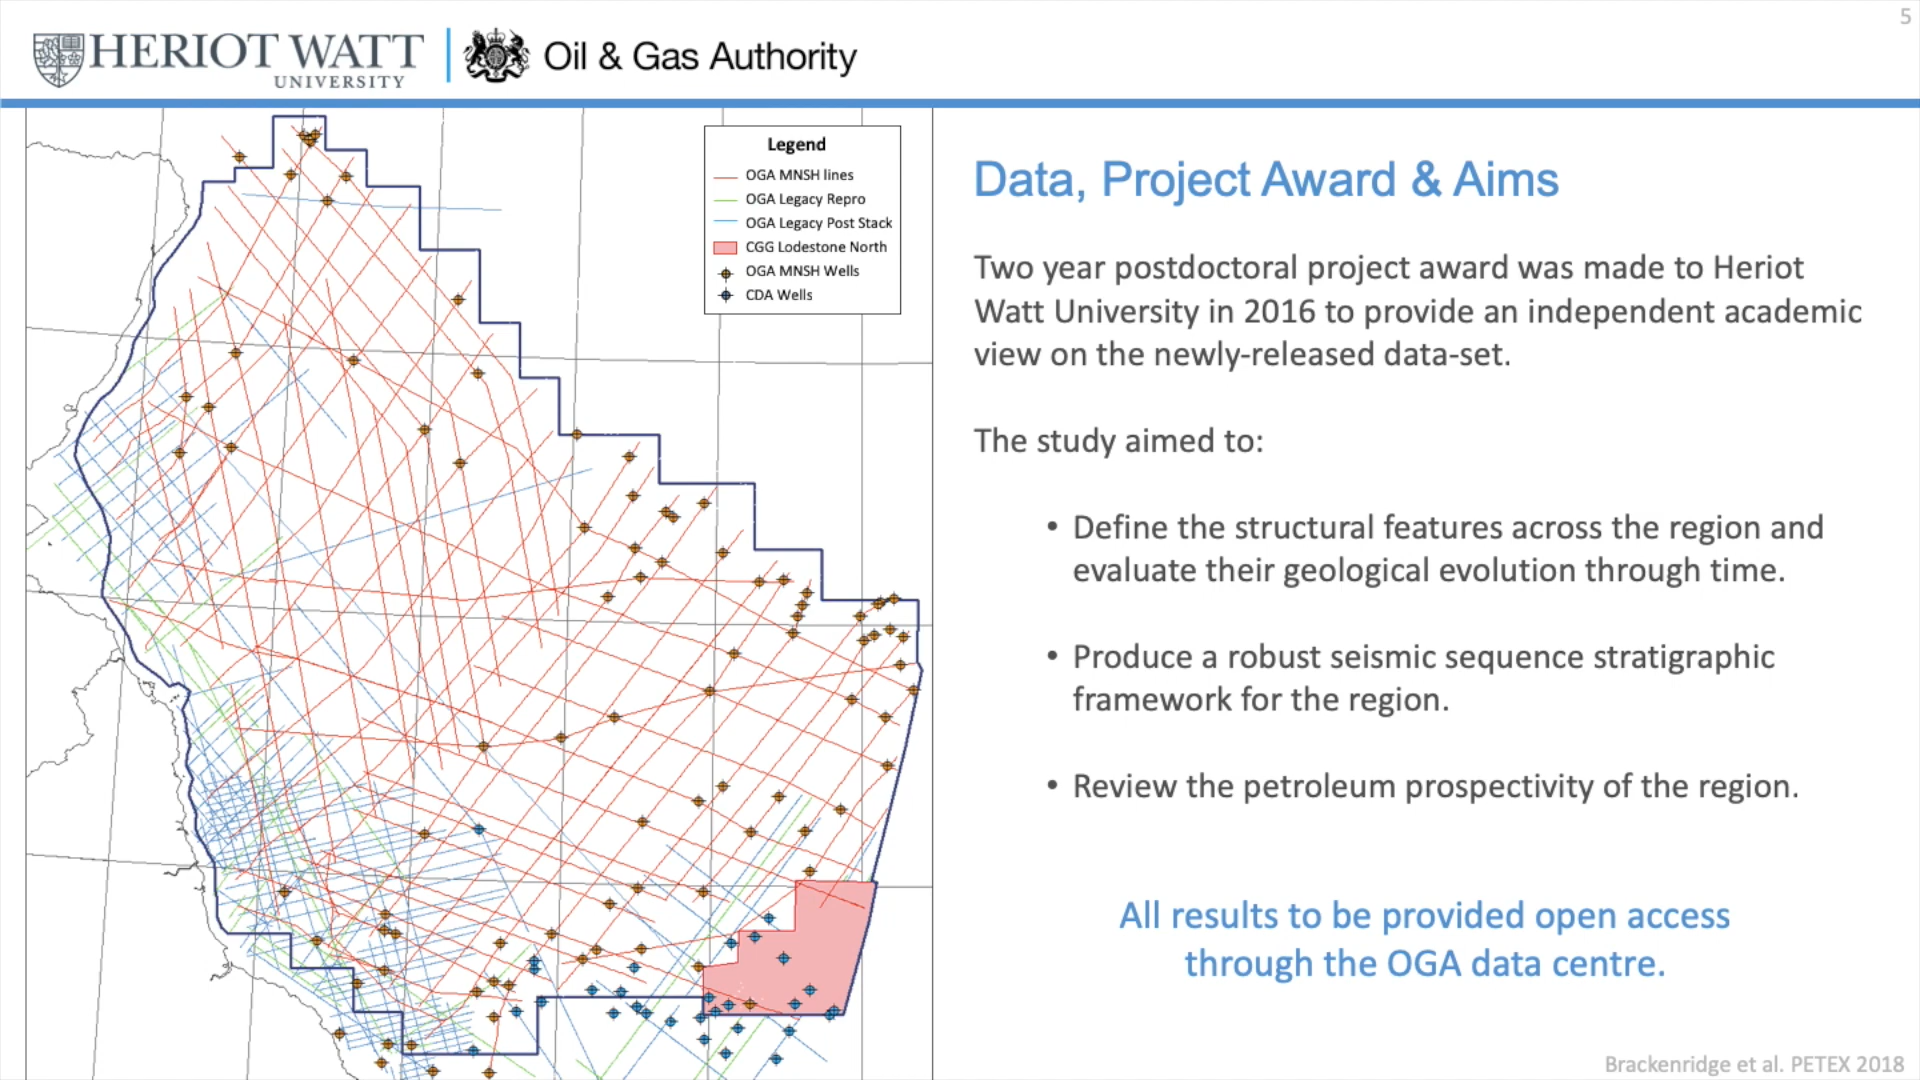 5
HERIOT WATT
UNIVERSITY
Oil & Gas Authority
Legend
OGA MNSH lines
OGA Legacy Repro
OGA Legacy Post Stack
CGG Lodestone North
OGA MNSH Wells
CDA Wells
Data, Project Award & Aims
Two year postdoctoral project award was made to Heriot
Watt University in 2016 to provide an independent academic
view on the newly-released data-set.
The study aimed to:
• Define the structural features across the region and
evaluate their geological evolution through time.
• Produce a robust seismic sequence stratigraphic
framework for the region.
• Review the petroleum prospectivity of the region.
All results to be provided open access
through the OGA data centre.
Brackenridge et al. PETEX 2018